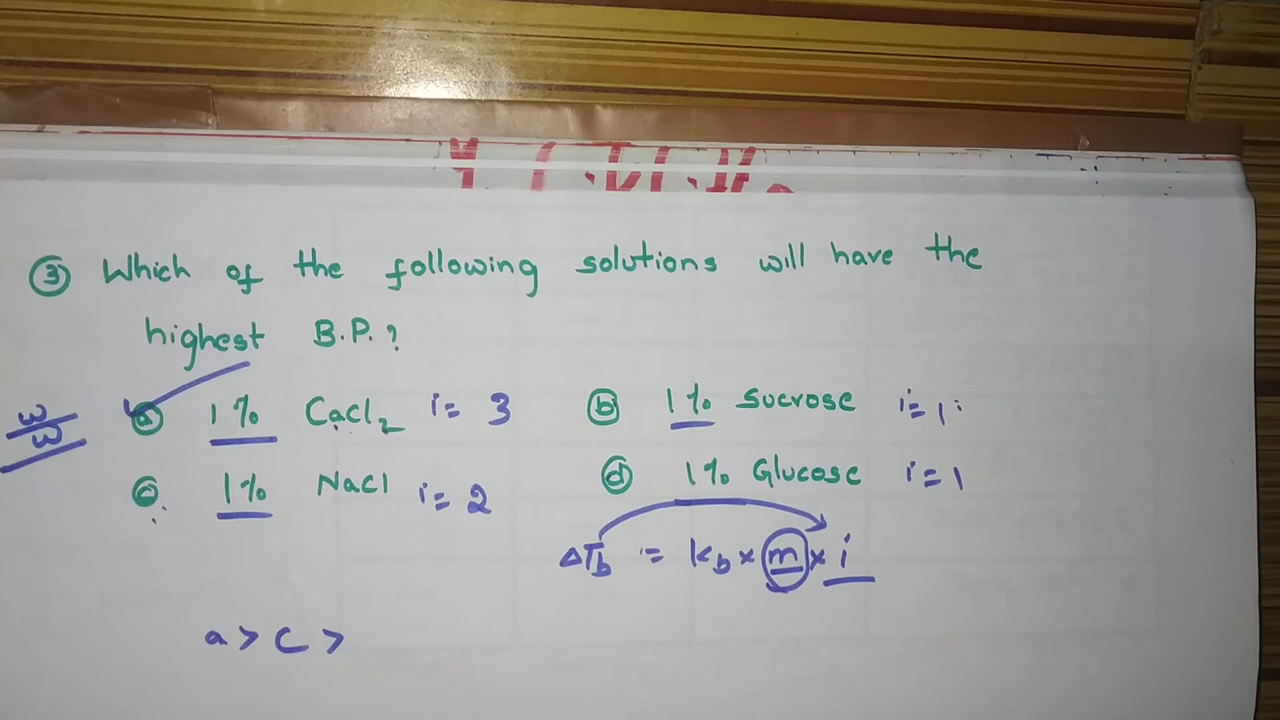 ③ Which of the following solutions will have the
highest B.P.?
w/w ⓐ 1% CaCl₂ i= 3 ⓑ 1% Sucrose i=1
ⓒ 1% NaCl i= 2 ⓓ 1% Glucose i=1
ΔTb = kb × m × i
a > c >